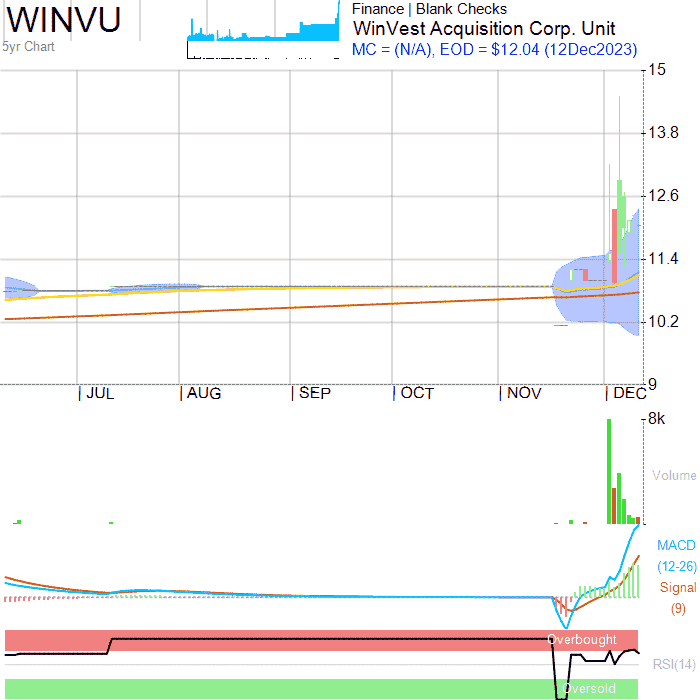 WINVU
5yr Chart
Finance | Blank Checks
WinVest Acquisition Corp. Unit
MC = (N/A), EOD = $12.04 (12Dec2023)
15
13.8
12.6
11.4
10.2
9
JUL
AUG
SEP
OCT
NOV
DEC
8k
Volume
MACD
(12-26)
Signal
(9)
Overbought
RSI(14)
Oversold